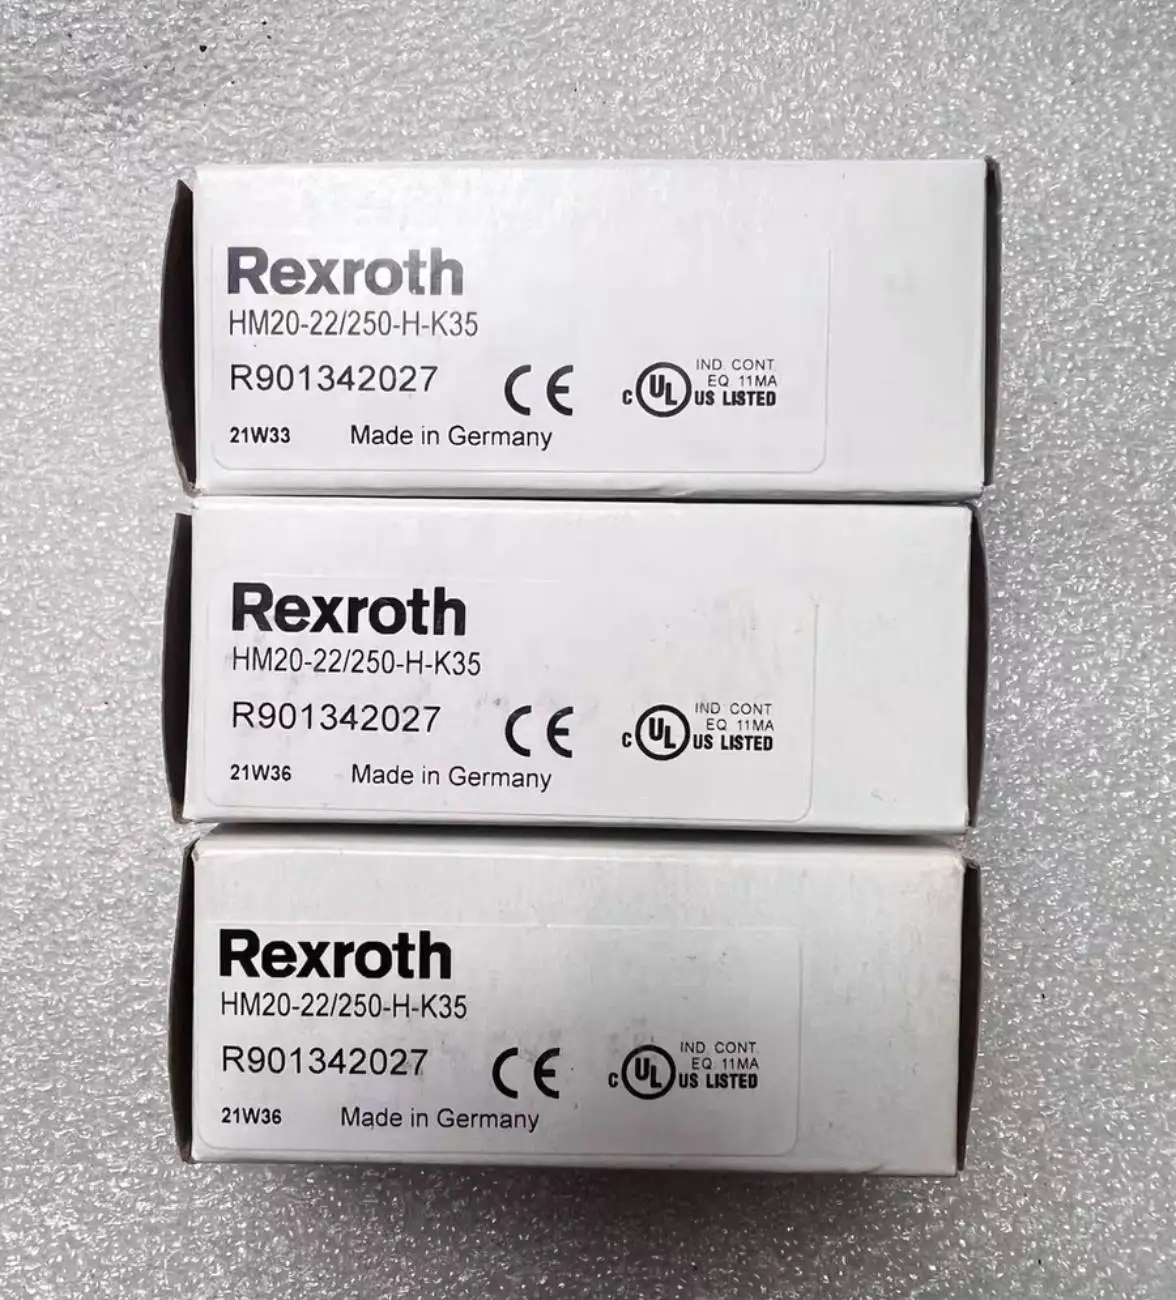 Rexroth
HM20-22/250-H-K35
R901342027
CE
C UL US LISTED
IND. CONT.
EQ. 11MA
21W33 Made in Germany
Rexroth
HM20-22/250-H-K35
R901342027
CE
C UL US LISTED
IND. CONT.
EQ. 11MA
21W36 Made in Germany
Rexroth
HM20-22/250-H-K35
R901342027
CE
C UL US LISTED
IND. CONT.
EQ. 11MA
21W36 Made in Germany